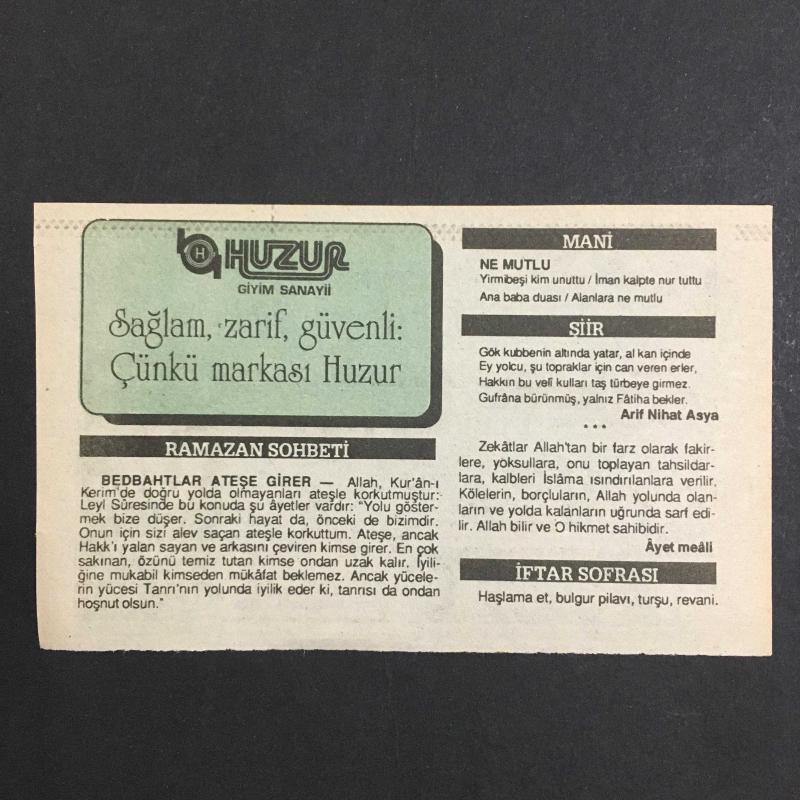 HUZUR
GİYİM SANAYİİ
Sağlam, zarif, güvenli:
Çünkü markası Huzur
RAMAZAN SOHBETİ
BEDBAHTLAR ATEŞE GİRER — Allah, Kur'ân-ı
Kerim'de doğru yolda olmayanları ateşle korkutmuştur:
Leyl Sûresinde bu konuda şu âyetler vardır: "Yolu göster-
mek bize düşer. Sonraki hayat da, önceki de bizimdir.
Onun için sizi alev saçan ateşle korkuttum. Ateşe, ancak
Hakk'ı yalan sayan ve arkasını çeviren kimse girer. En çok
sakınan, özünü temiz tutan kimse ondan uzak kalır. İyili-
ğine mukabil kimseden mükâfat beklemez. Ancak yücele-
rin yücesi Tanrı'nın yolunda iyilik eder ki, tanrısı da ondan
hoşnut olsun."
MANİ
NE MUTLU
Yirmibeşi kim unuttu / İman kalpte nur tuttu
Ana baba duası / Alanlara ne mutlu
ŞİİR
Gök kubbenin altında yatar, al kan içinde
Ey yolcu, şu topraklar için can veren erler,
Hakkın bu velî kulları taş türbeye girmez.
Gufrâna bürünmüş, yalnız Fâtiha bekler.
Arif Nihat Asya
* * *
Zekâtlar Allah'tan bir farz olarak fakir-
lere, yoksullara, onu toplayan tahsildar-
lara, kalbleri İslâma ısındırılanlara verilir.
Kölelerin, borçluların, Allah yolunda olan-
ların ve yolda kalanların uğrunda sarf edi-
lir. Allah bilir ve O hikmet sahibidir.
Âyet meâli
İFTAR SOFRASI
Haşlama et, bulgur pilavı, turşu, revani.